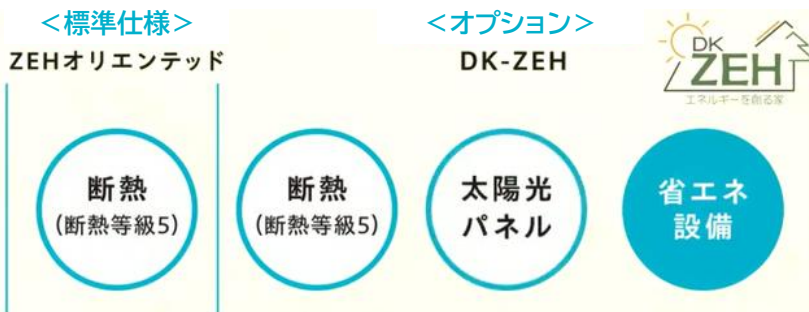 <標準仕様>
<オプション>
ZEHオリエンテッド
DK-ZEH
DK
ZEH
エネルギーを創る家
断熱
(断熱等級5)
断熱
(断熱等級5)
太陽光
パネル
省エネ
設備